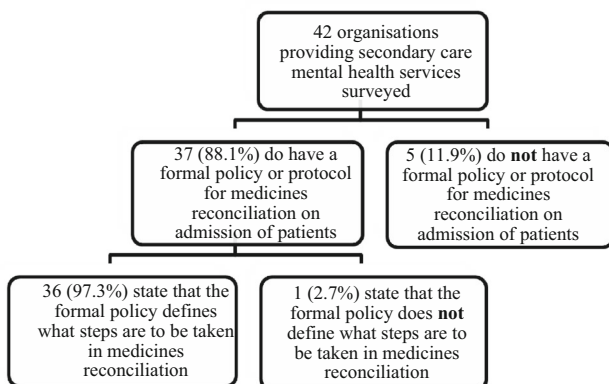 42 organisations
providing secondary care
mental health services
surveyed
37 (88.1%) do have a
formal policy or protocol
for medicines
reconciliation on
admission of patients
5 (11.9%) do not have a
formal policy or protocol
for medicines
reconciliation on
admission of patients
36 (97.3%) state that the
formal policy defines
what steps are to be taken
in medicines
reconciliation
1 (2.7%) state that the
formal policy does not
define what steps are to
be taken in medicines
reconciliation